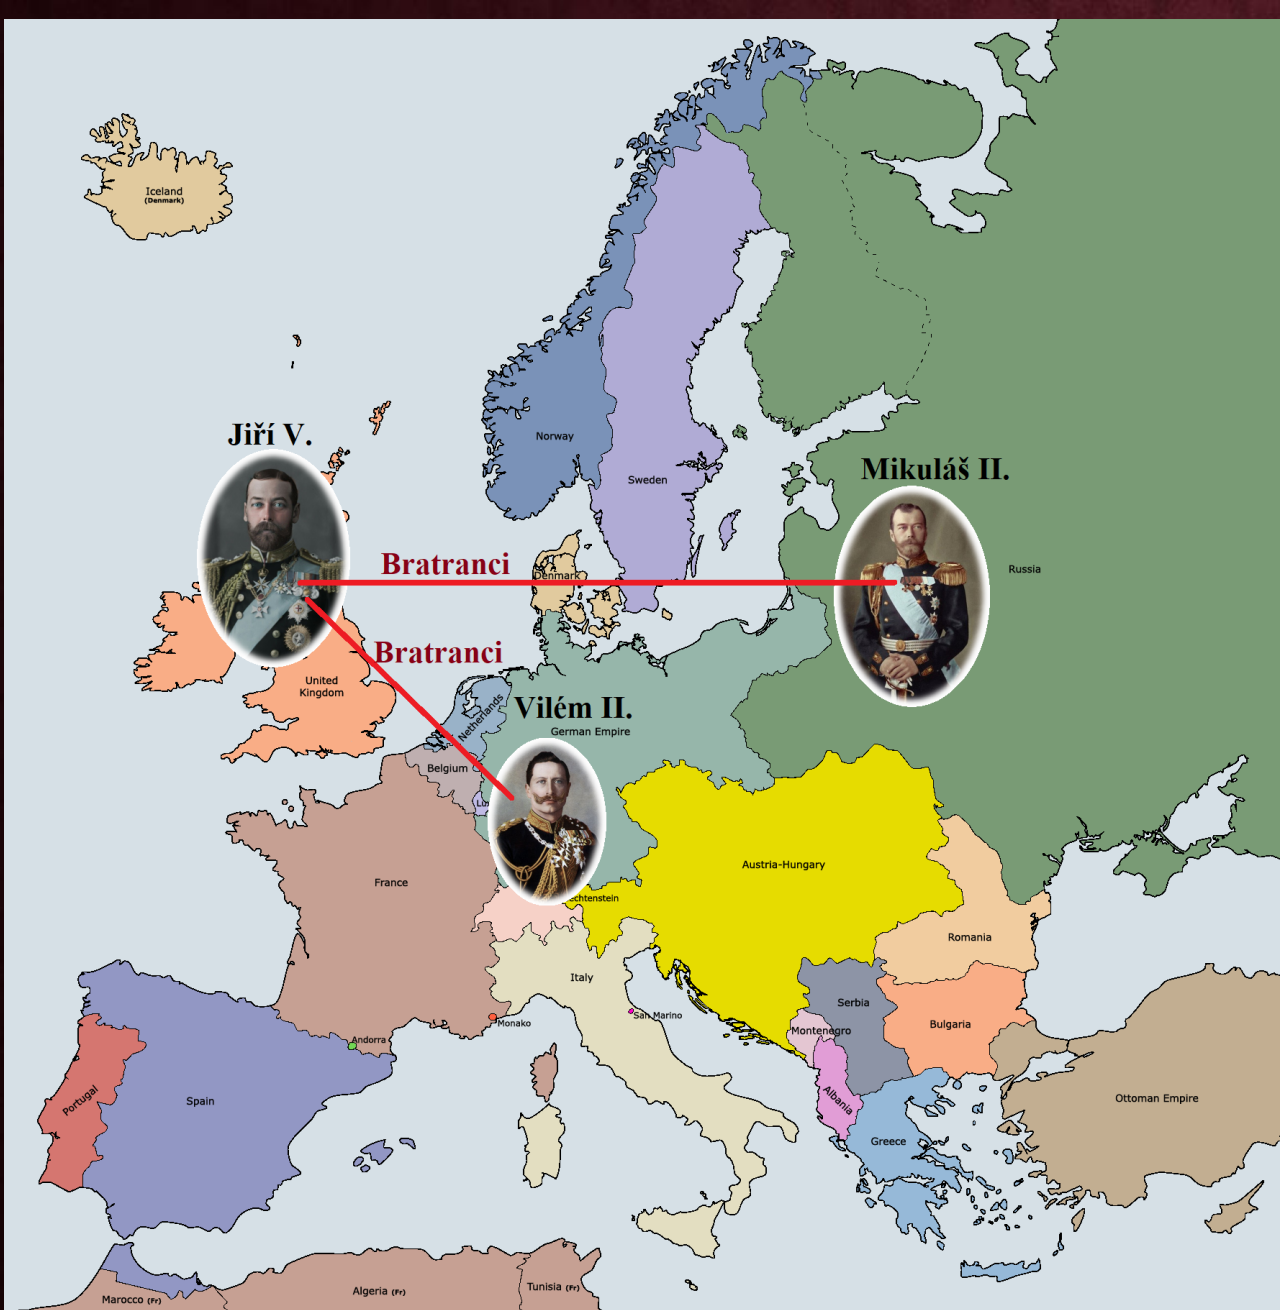 Iceland
(Denmark)
Jiří V.
Norway
Mikuláš II.
Sweden
Bratranci
Denmark
Russia
Bratranci
United
Kingdom
Netherlands
Vilém II.
German Empire
Belgium
Lu
Austria-Hungary
France
chtenstein
Romania
Italy
Serbia
San Marino
Monako
Bulgaria
Montenegro
Andorra
Portugal
Spain
Albania
Ottoman Empire
Greece
Algeria (Fr)
Tunisia (Fr)
Marocco (Fr)